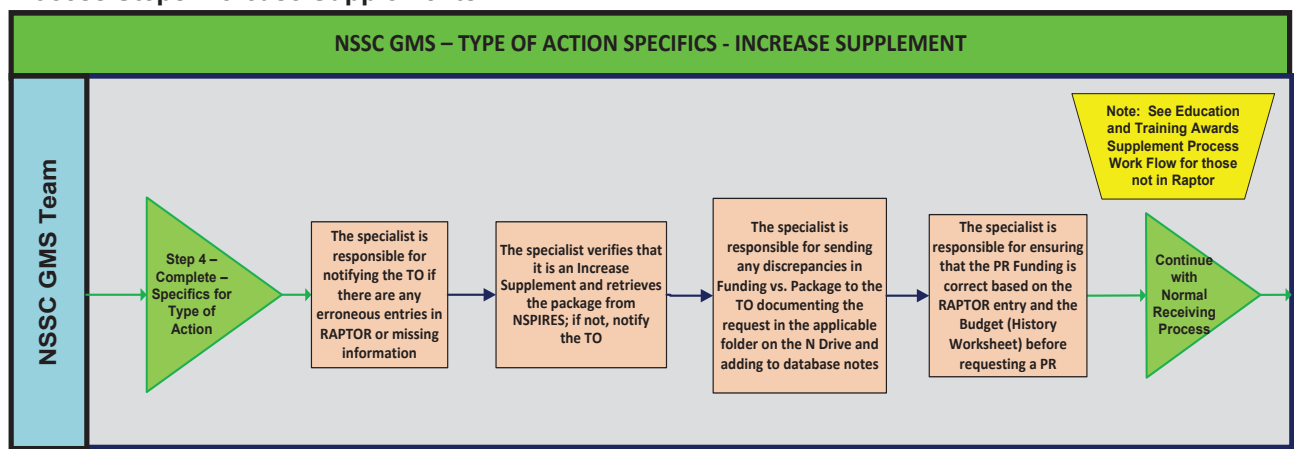 NSSC GMS – TYPE OF ACTION SPECIFICS - INCREASE SUPPLEMENT
NSSC GMS Team
Note: See Education
and Training Awards
Supplement Process
Work Flow for those
not in Raptor
Step 4 –
Complete –
Specifics for
Type of
Action
The specialist is
responsible for
notifying the TO if
there are any
erroneous entries in
RAPTOR or missing
information
The specialist verifies that
it is an Increase
Supplement and retrieves
the package from
NSPIRES; if not, notify
the TO
The specialist is
responsible for sending
any discrepancies in
Funding vs. Package to the
TO documenting the
request in the applicable
folder on the N Drive and
adding to database notes
The specialist is
responsible for ensuring
that the PR Funding is
correct based on the
RAPTOR entry and the
Budget (History
Worksheet) before
requesting a PR
Continue
with
Normal
Receiving
Process